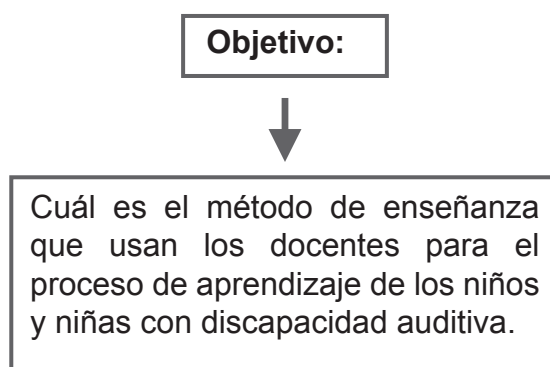 Objetivo:
Cuál es el método de enseñanza
que usan los docentes para el
proceso de aprendizaje de los niños
y niñas con discapacidad auditiva.